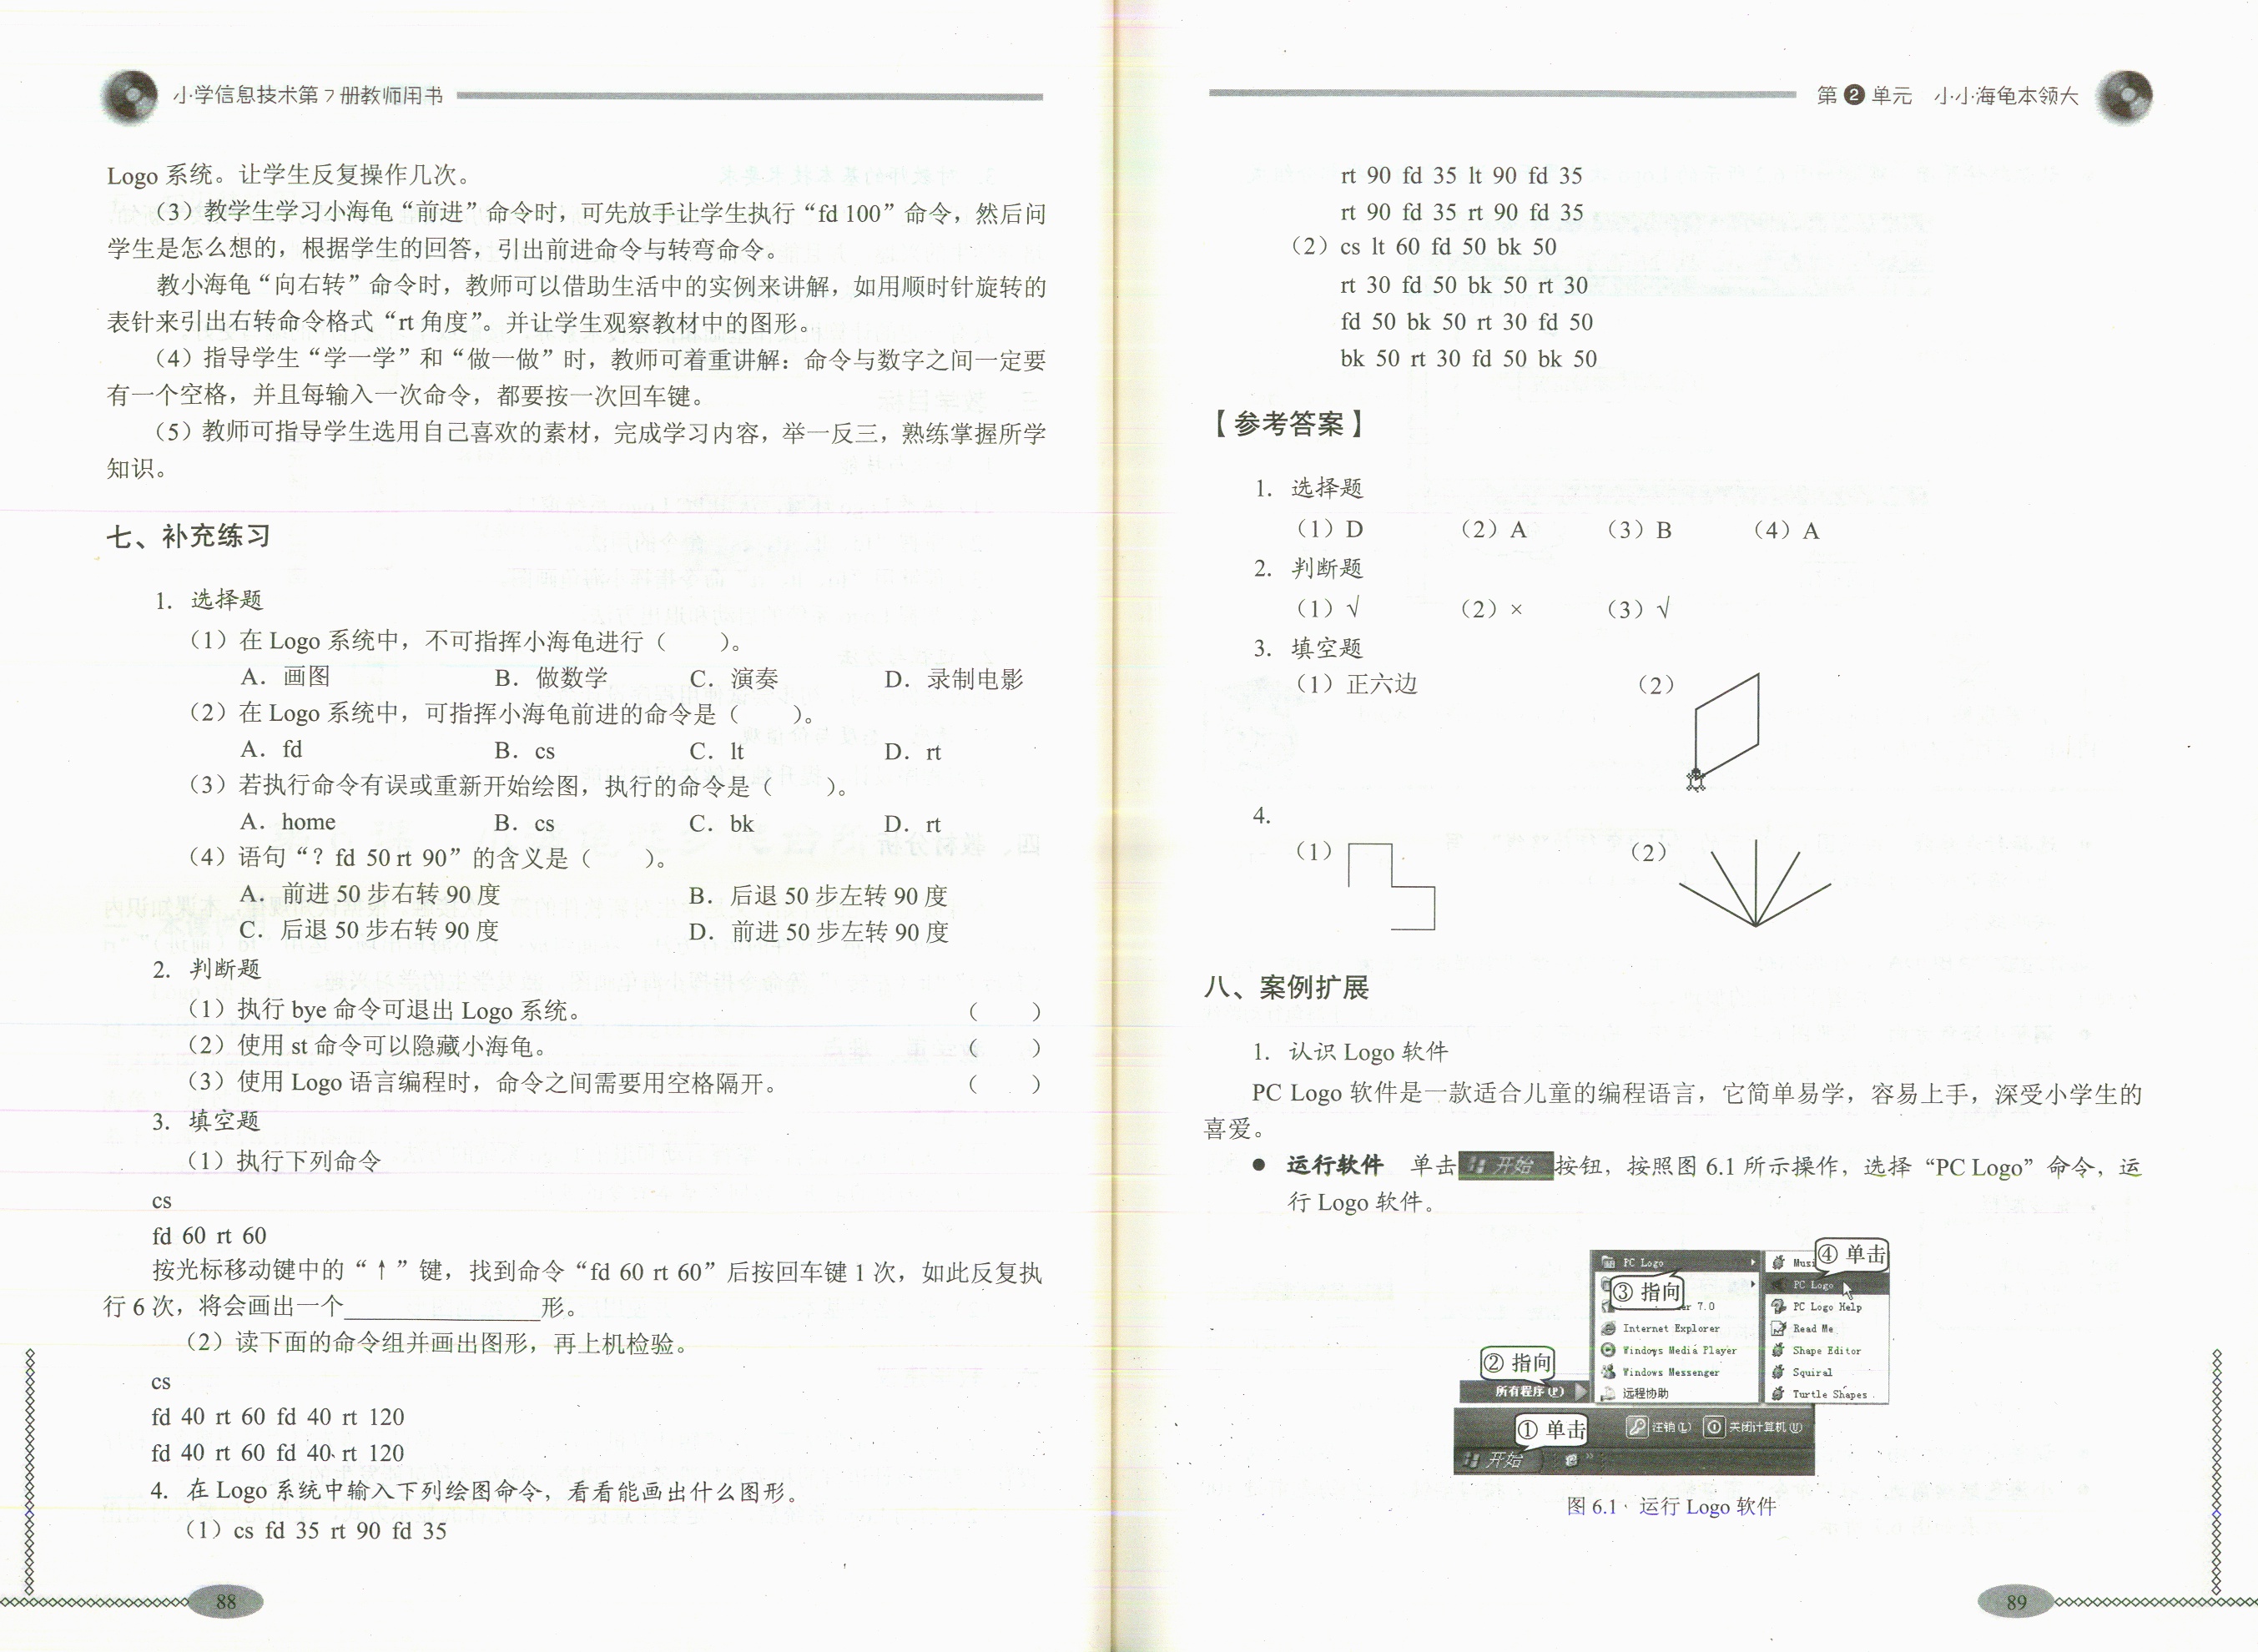 小学信息技术第7册教师用书
Logo 系统。让学生反复操作几次。
（3）教学生学习小海龟“前进”命令时，可先放手让学生执行“fd 100”命令，然后问
学生是怎么想的，根据学生的回答，引出前进命令与转弯命令。
教小海龟“向右转”命令时，教师可以借助生活中的实例来讲解，如用顺时针旋转的
表针来引出右转命令格式“rt 角度”。并让学生观察教材中的图形。
（4）指导学生“学一学”和“做一做”时，教师可着重讲解：命令与数字之间一定要
有一个空格，并且每输入一次命令，都要按一次回车键。
（5）教师可指导学生选用自己喜欢的素材，完成学习内容，举一反三，熟练掌握所学
知识。
七、补充练习
1. 选择题
（1）在 Logo 系统中，不可指挥小海龟进行（　　）。
A．画图　　B．做数学　　C．演奏　　D．录制电影
（2）在 Logo 系统中，可指挥小海龟前进的命令是（　　）。
A．fd　　B．cs　　C．lt　　D．rt
（3）若执行命令有误或重新开始绘图，执行的命令是（　　）。
A．home　　B．cs　　C．bk　　D．rt
（4）语句“？fd 50 rt 90”的含义是（　　）。
A．前进 50 步右转 90 度　　B．后退 50 步左转 90 度
C．后退 50 步右转 90 度　　D．前进 50 步左转 90 度
2. 判断题
（1）执行 bye 命令可退出 Logo 系统。（　　）
（2）使用 st 命令可以隐藏小海龟。（　　）
（3）使用 Logo 语言编程时，命令之间需要用空格隔开。（　　）
3. 填空题
（1）执行下列命令
cs
fd 60 rt 60
按光标移动键中的“↑”键，找到命令“fd 60 rt 60”后按回车键 1 次，如此反复执
行 6 次，将会画出一个________________形。
（2）读下面的命令组并画出图形，再上机检验。
cs
fd 40 rt 60 fd 40 rt 120
fd 40 rt 60 fd 40 rt 120
4. 在 Logo 系统中输入下列绘图命令，看看能画出什么图形。
（1）cs fd 35 rt 90 fd 35
88
第2单元　小小海龟本领大
rt 90 fd 35 lt 90 fd 35
rt 90 fd 35 rt 90 fd 35
（2）cs lt 60 fd 50 bk 50
rt 30 fd 50 bk 50 rt 30
fd 50 bk 50 rt 30 fd 50
bk 50 rt 30 fd 50 bk 50
【参考答案】
1. 选择题
（1）D　　（2）A　　（3）B　　（4）A
2. 判断题
（1）√　　（2）×　　（3）√
3. 填空题
（1）正六边　　（2）
4.
（1）　　（2）
八、案例扩展
1. 认识 Logo 软件
PC Logo 软件是一款适合儿童的编程语言，它简单易学，容易上手，深受小学生的
喜爱。
● 运行软件　单击 开始 按钮，按照图 6.1 所示操作，选择“PC Logo”命令，运
行 Logo 软件。
④ 单击
PC Logo
PC Logo
③ 指向
7.0
PC Logo Help
Internet Explorer
Read Me
Windows Media Player
Shape Editor
② 指向
Windows Messenger
Squiral
所有程序(P)
远程协助
Turtle Shapes
① 单击
注销(L)
关闭计算机(U)
开始
图 6.1　运行 Logo 软件
89